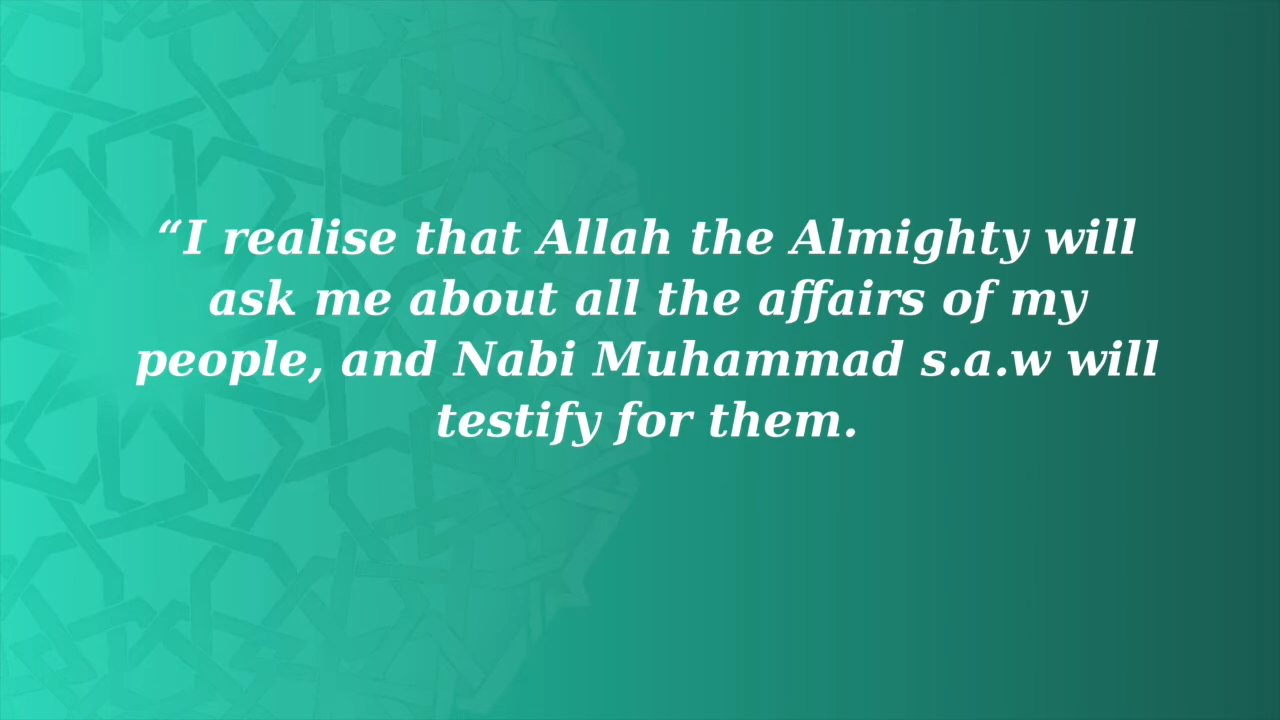 “I realise that Allah the Almighty will
ask me about all the affairs of my
people, and Nabi Muhammad s.a.w will
testify for them.